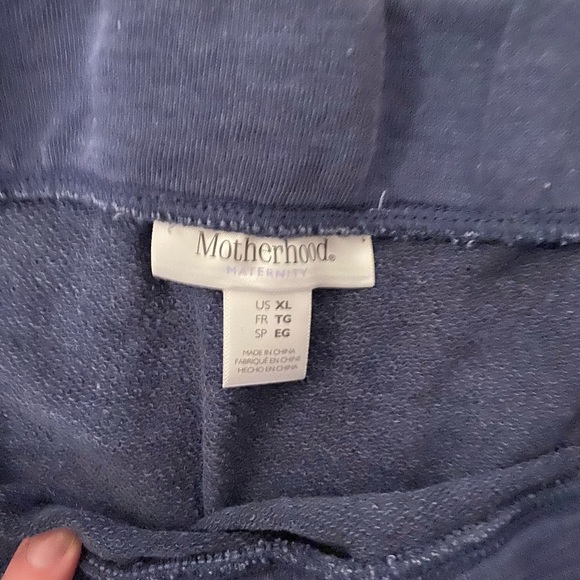 Motherhood®
MATERNITY
US XL
FR TG
SP EG
MADE IN CHINA
FABRIQUÉ EN CHINE
HECHO EN CHINA